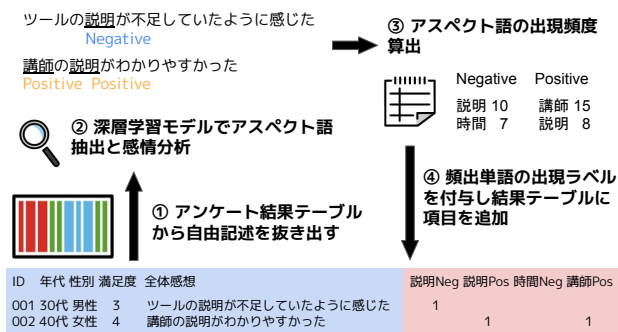 ツールの説明が不足していたように感じた
Negative
講師の説明がわかりやすかった
Positive Positive
③ アスペクト語の出現頻度
算出
Negative Positive
説明 10 講師 15
時間 7 説明 8
② 深層学習モデルでアスペクト語
抽出と感情分析
① アンケート結果テーブル
から自由記述を抜き出す
④ 頻出単語の出現ラベル
を付与し結果テーブルに
項目を追加
ID 年代 性別 満足度 全体感想 説明Neg 説明Pos 時間Neg 講師Pos
001 30代 男性 3 ツールの説明が不足していたように感じた 1
002 40代 女性 4 講師の説明がわかりやすかった 1 1